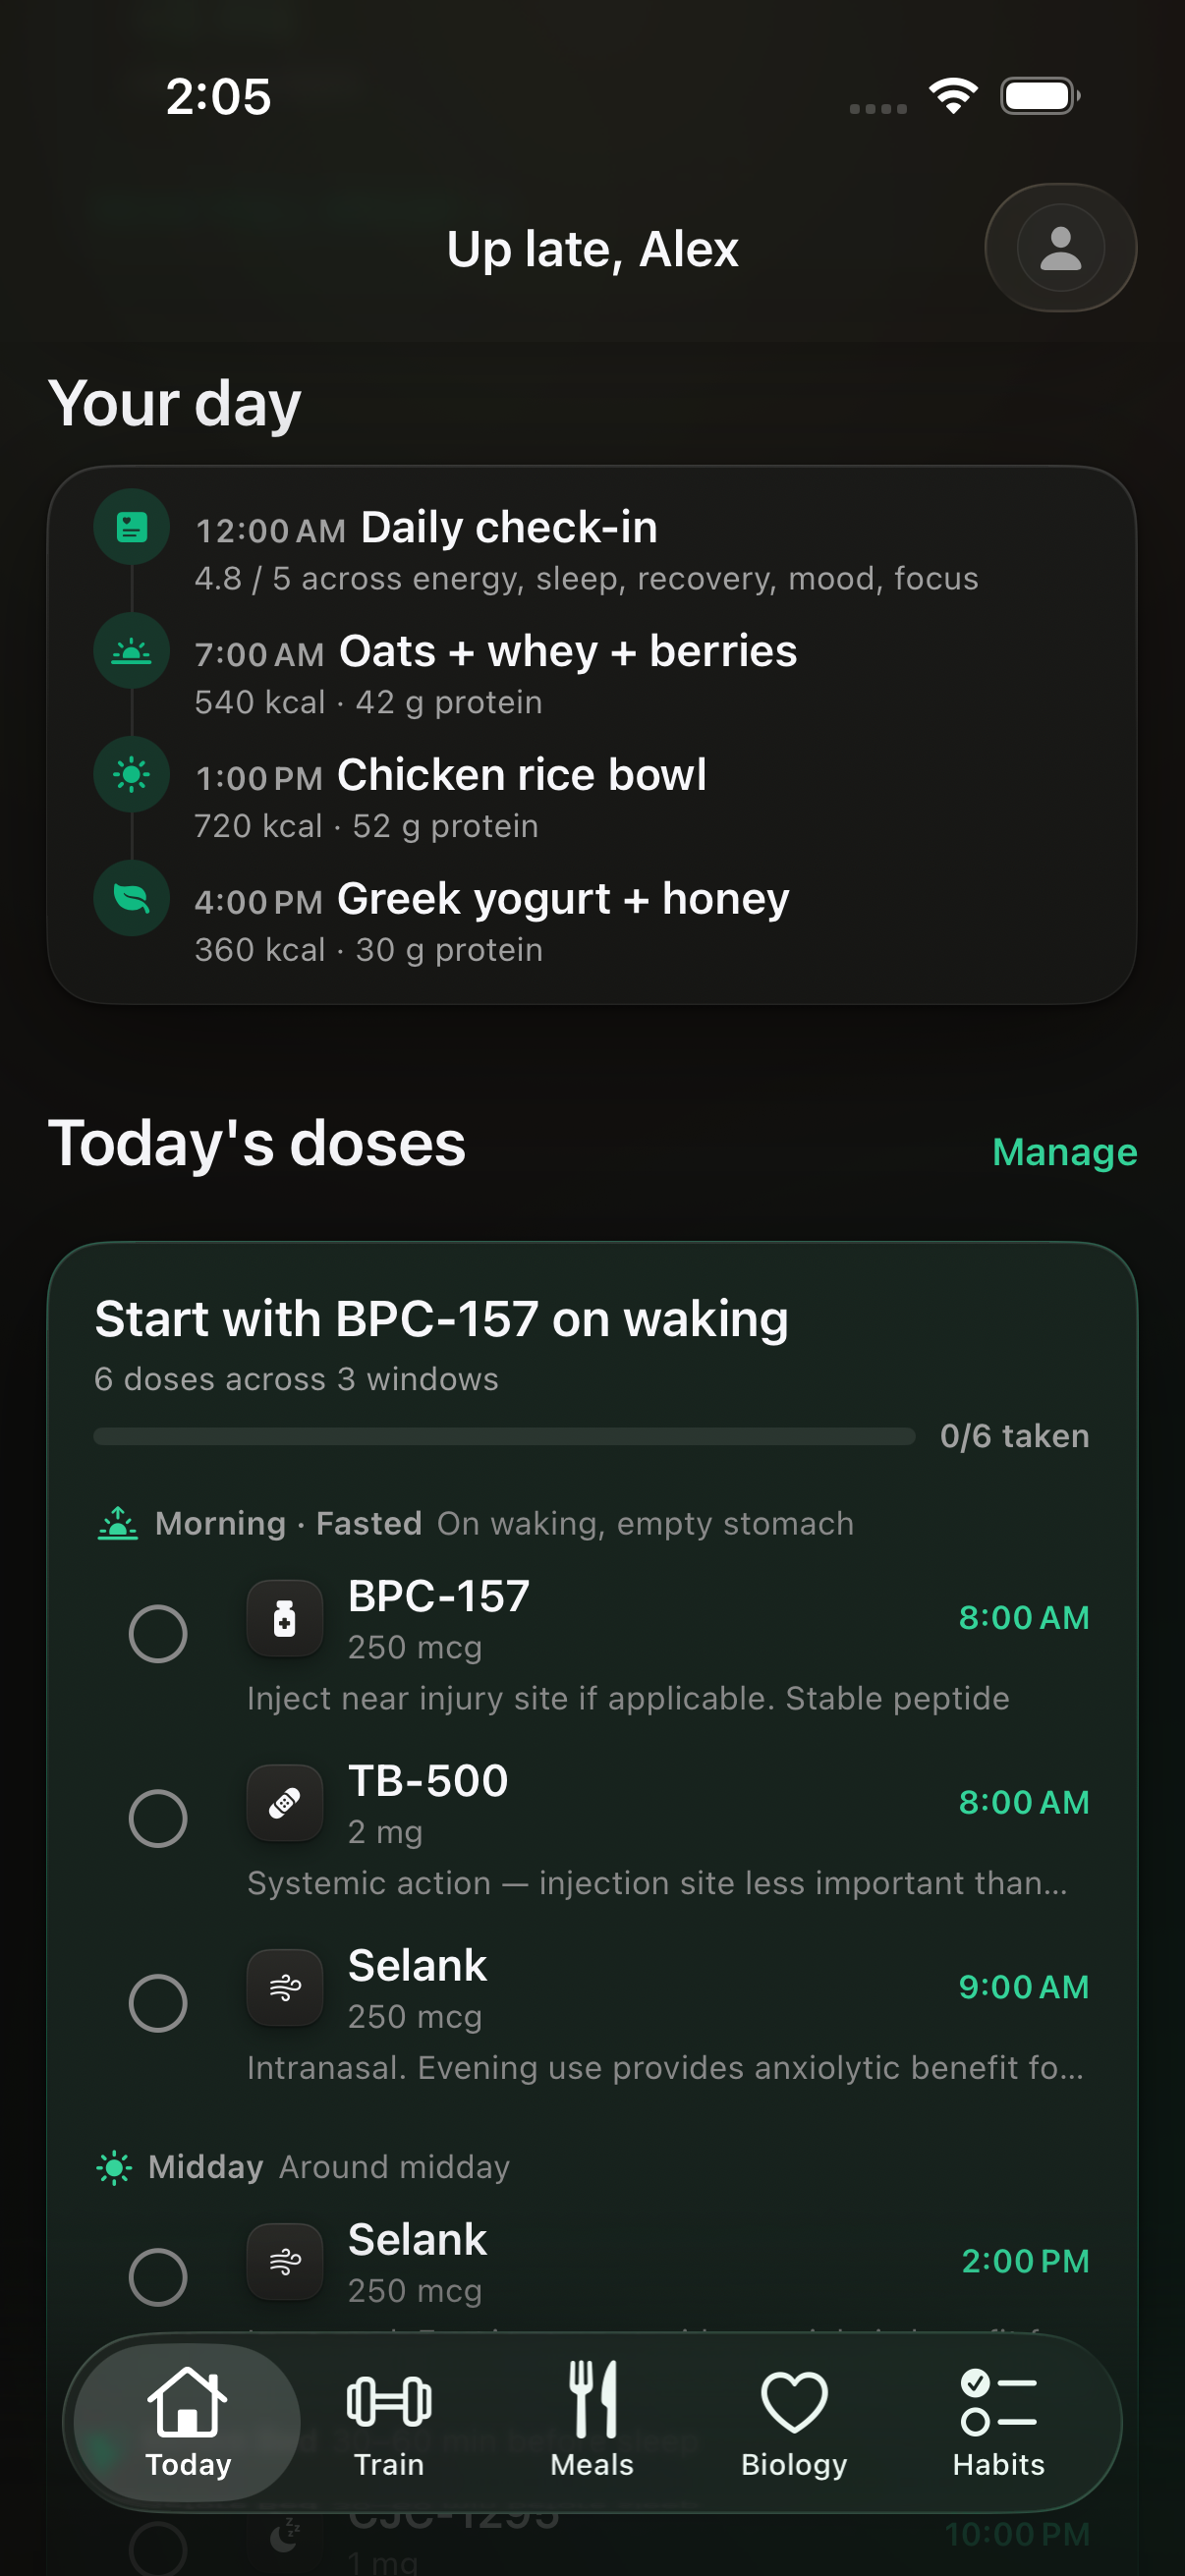 2:05
Up late, Alex
Your day
12:00 AM Daily check-in
4.8 / 5 across energy, sleep, recovery, mood, focus
7:00 AM Oats + whey + berries
540 kcal · 42 g protein
1:00 PM Chicken rice bowl
720 kcal · 52 g protein
4:00 PM Greek yogurt + honey
360 kcal · 30 g protein
Today's doses
Manage
Start with BPC-157 on waking
6 doses across 3 windows
0/6 taken
Morning · Fasted On waking, empty stomach
BPC-157
8:00 AM
250 mcg
Inject near injury site if applicable. Stable peptide
TB-500
8:00 AM
2 mg
Systemic action — injection site less important than...
Selank
9:00 AM
250 mcg
Intranasal. Evening use provides anxiolytic benefit fo...
Midday Around midday
Selank
2:00 PM
250 mcg
min before sleep
Today
Train
Meals
Biology
Habits
CJC-1295
10:00 PM
1 mg